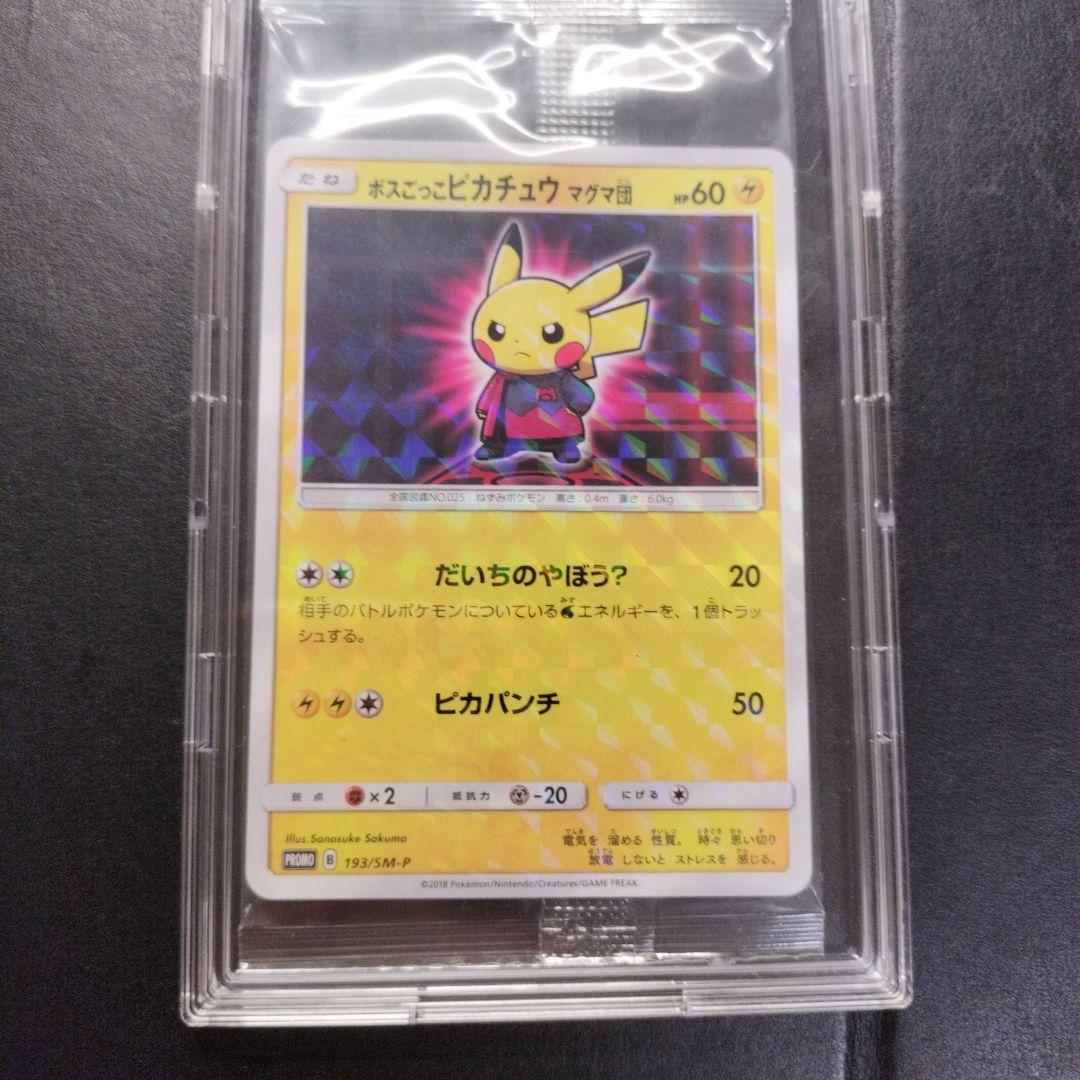 たね ボスごっこピカチュウ マグマ団 HP60
全国図鑑NO.025 ねずみポケモン 高さ:0.4m 重さ:6.0kg
だいちのやぼう? 20
相手のバトルポケモンについているエネルギーを、1個トラッ
シュする。
ピカパンチ 50
弱点 ×2 抵抗力 -20 にげる
Illus.Sanosuke Sakuma
電気を 溜める 性質。 時々 思い切り
放電 しないと ストレスを 感じる。
PROMO B 193/SM-P
©2018 Pokémon/Nintendo/Creatures/GAME FREAK.